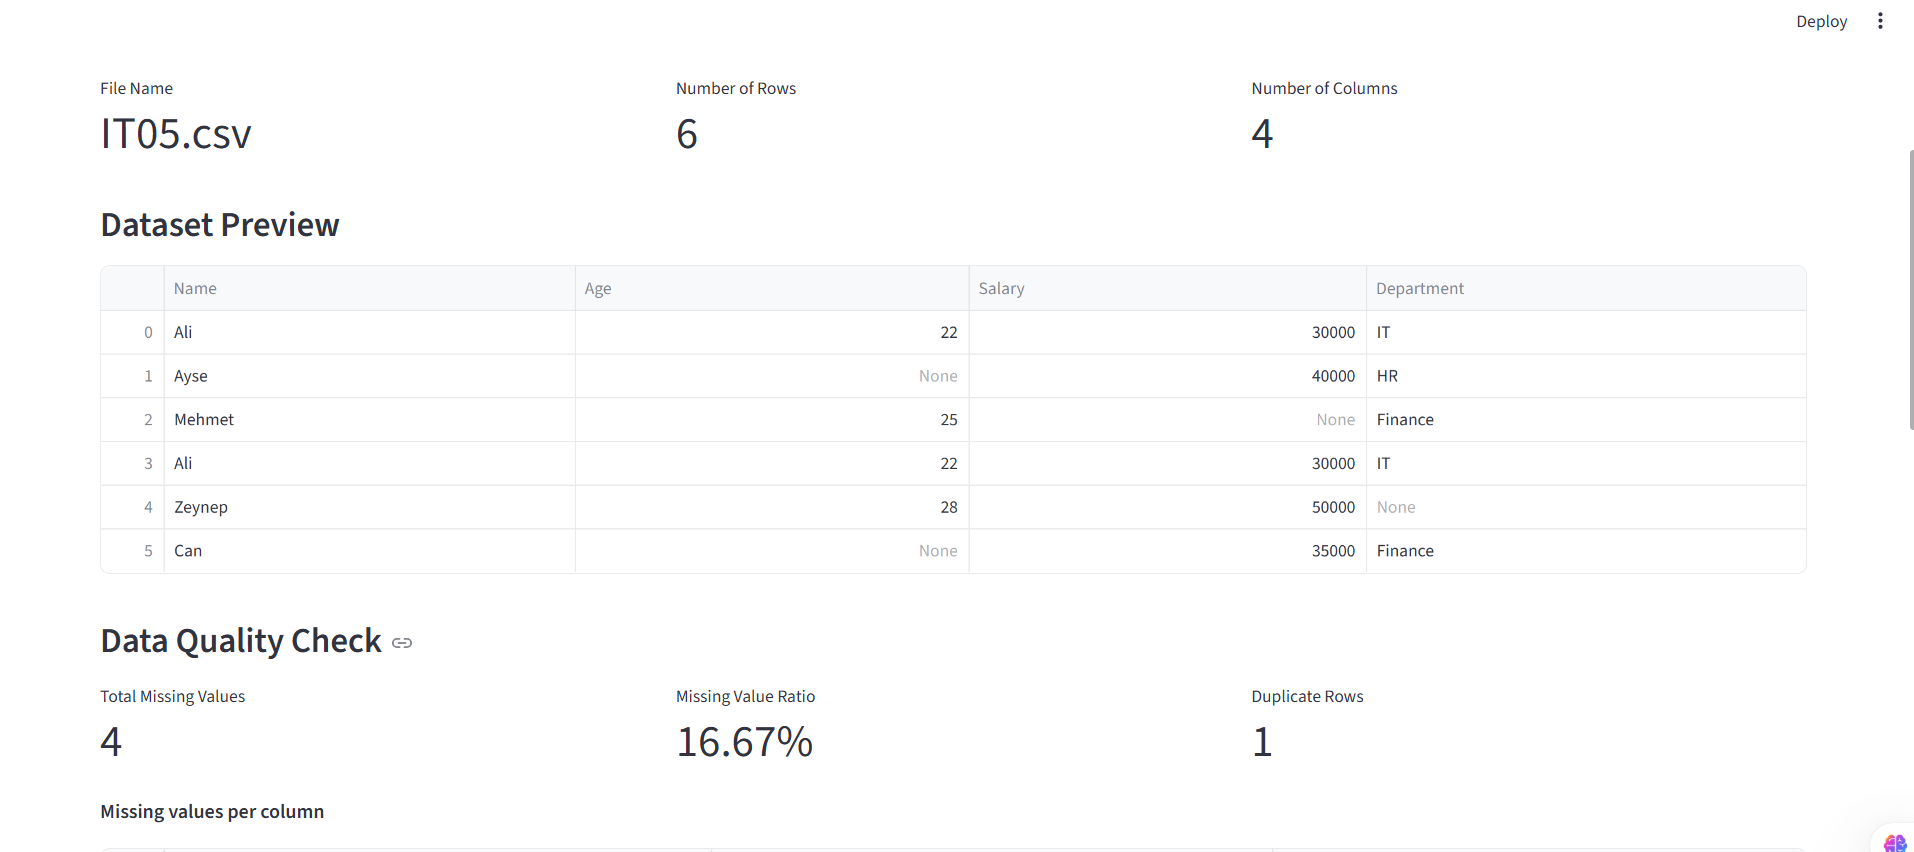 Deploy
File Name Number of Rows Number of Columns
IT05.csv 6 4
Dataset Preview
Name Age Salary Department
0 Ali 22 30000 IT
1 Ayse None 40000 HR
2 Mehmet 25 None Finance
3 Ali 22 30000 IT
4 Zeynep 28 50000 None
5 Can None 35000 Finance
Data Quality Check
Total Missing Values Missing Value Ratio Duplicate Rows
4 16.67% 1
Missing values per column